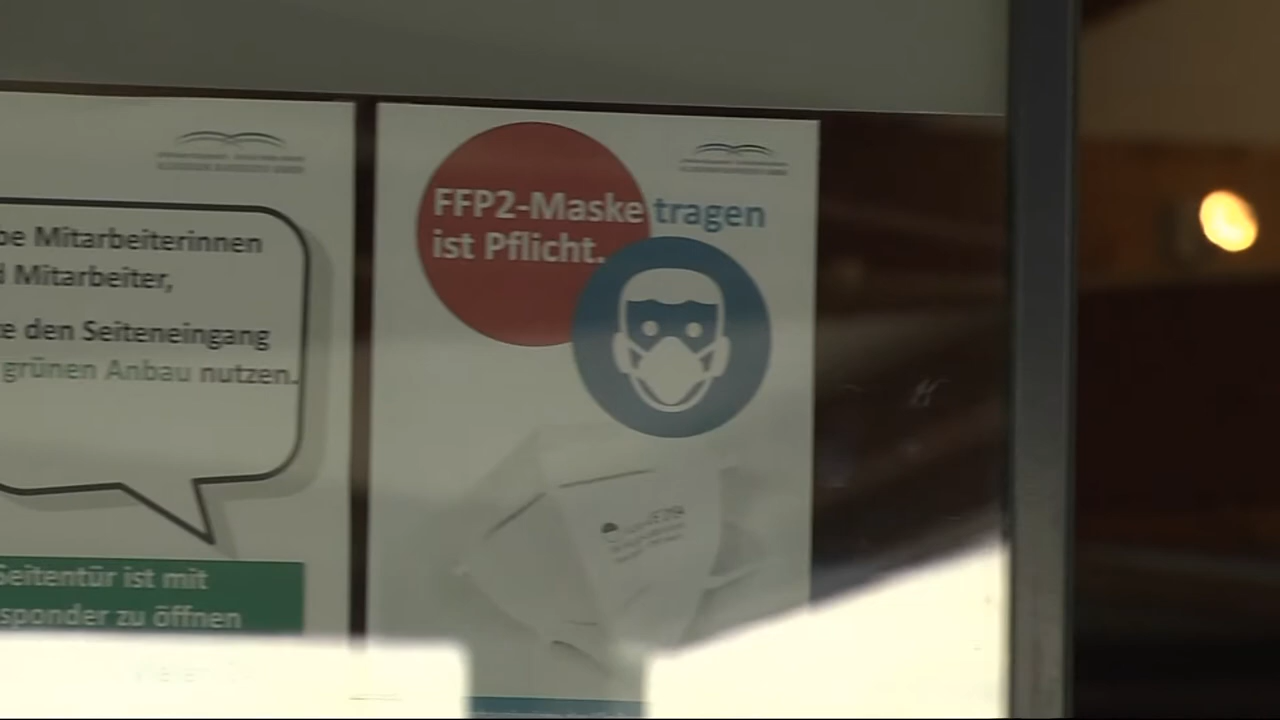 be Mitarbeiterinnen
d Mitarbeiter,
e den Seiteneingang
grünen Anbau nutzen.
Seitentür ist mit
sponder zu öffnen
FFP2-Maske tragen
ist Pflicht.